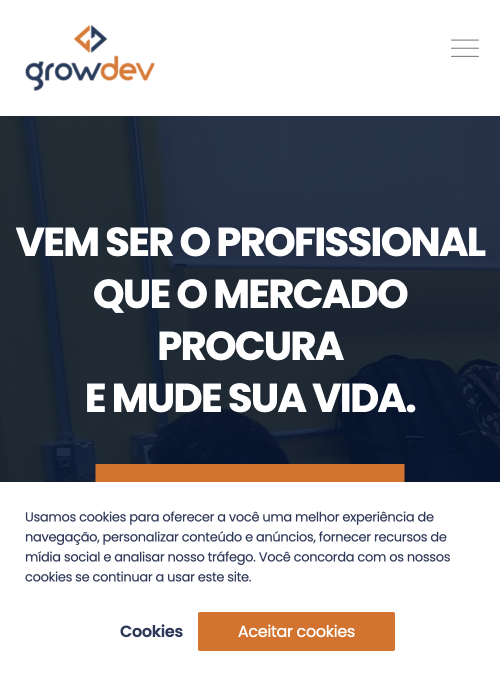 growdev
VEM SER O PROFISSIONAL
QUE O MERCADO
PROCURA
E MUDE SUA VIDA.
Usamos cookies para oferecer a você uma melhor experiência de
navegação, personalizar conteúdo e anúncios, fornecer recursos de
mídia social e analisar nosso tráfego. Você concorda com os nossos
cookies se continuar a usar este site.
Cookies
Aceitar cookies